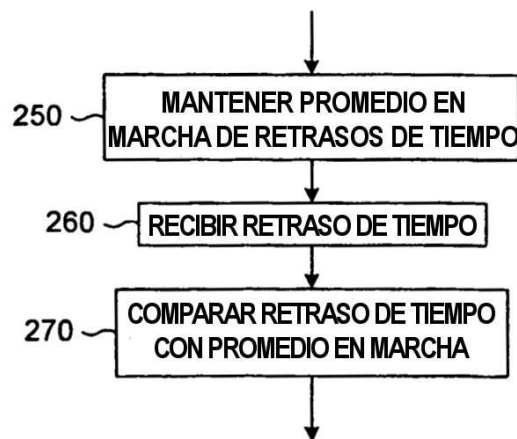 250
MANTENER PROMEDIO EN
MARCHA DE RETRASOS DE TIEMPO
260
RECIBIR RETRASO DE TIEMPO
270
COMPARAR RETRASO DE TIEMPO
CON PROMEDIO EN MARCHA